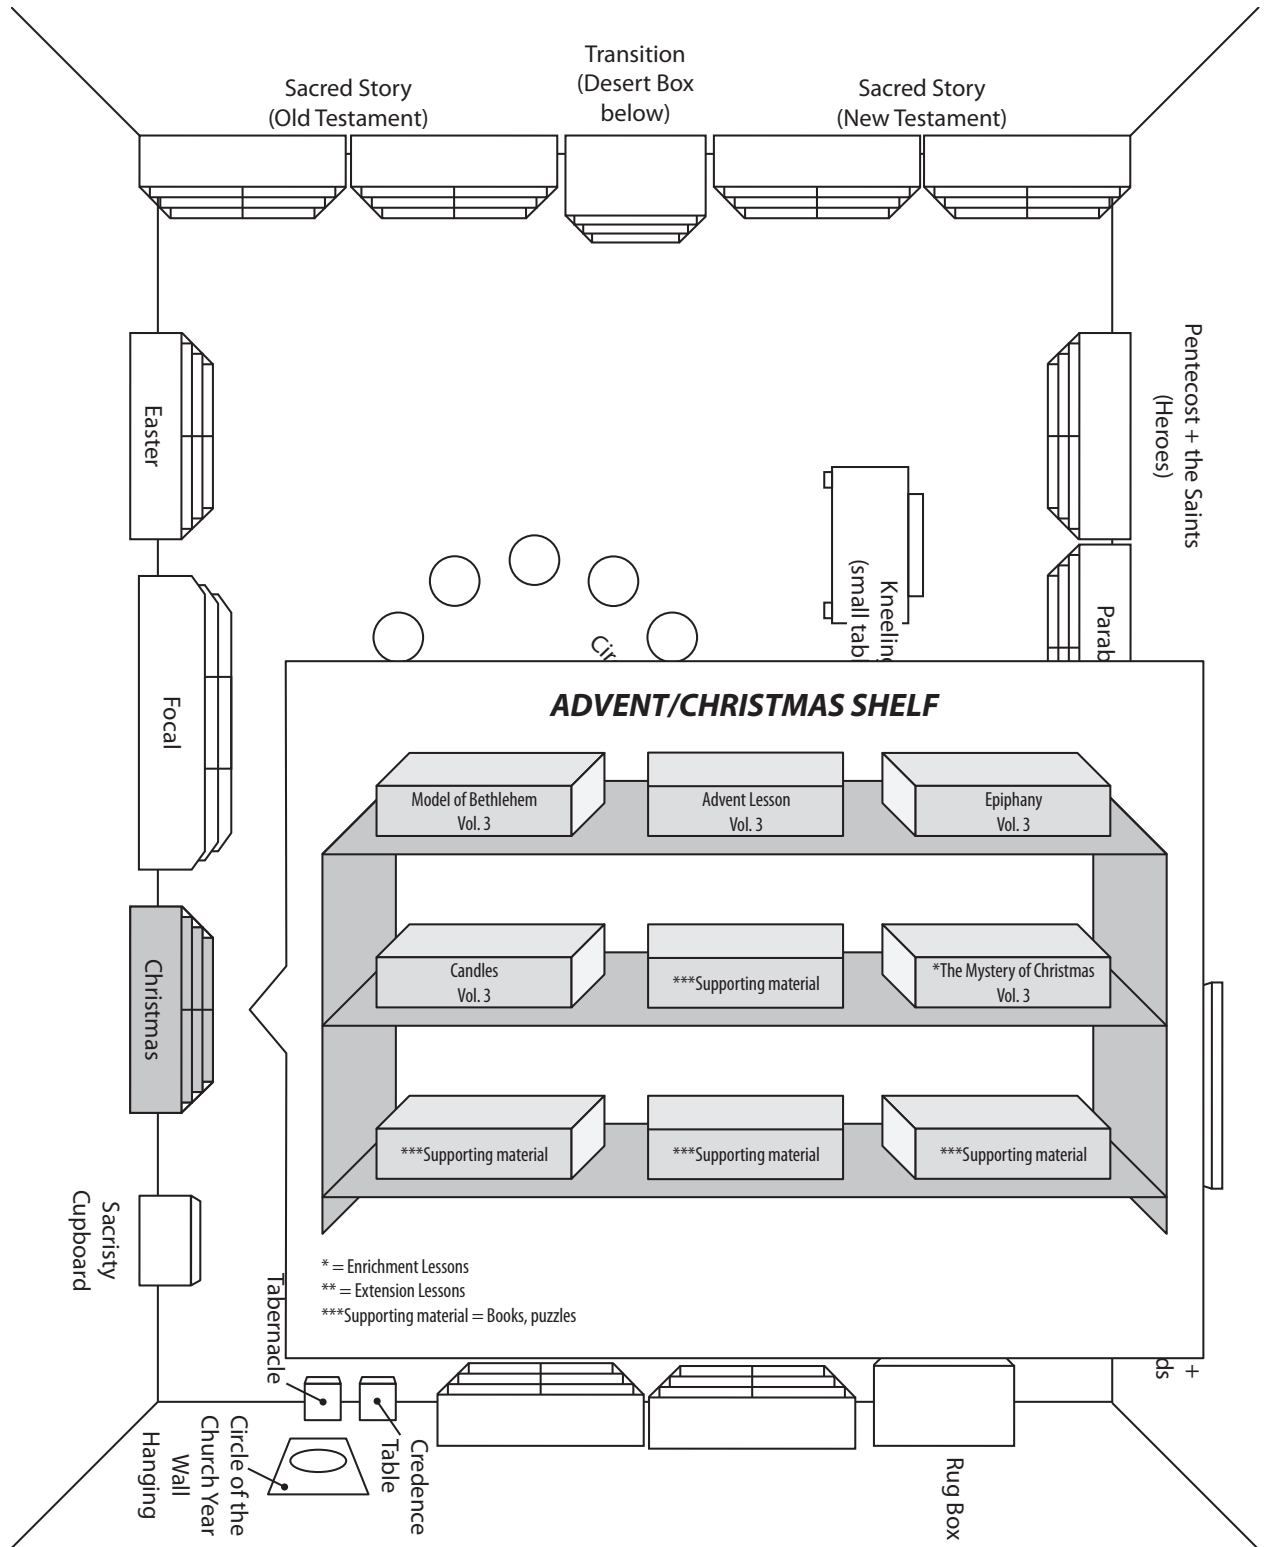 Transition
(Desert Box
below)
Sacred Story
(Old Testament)
Sacred Story
(New Testament)
Pentecost + the Saints
(Heroes)
Easter
Kneeling
(small
Focal
ADVENT/CHRISTMAS SHELF
Model of Bethlehem
Vol. 3
Advent Lesson
Vol. 3
Epiphany
Vol. 3
Christmas
Candles
Vol. 3
***Supporting material
*The Mystery of Christmas
Vol. 3
***Supporting material
***Supporting material
***Supporting material
Sacristy
Cupboard
* = Enrichment Lessons
** = Extension Lessons
***Supporting material = Books, puzzles
Tabernacle
+
Circle of the
Church Year
Wall
Hanging
Credence
Table
Rug Box